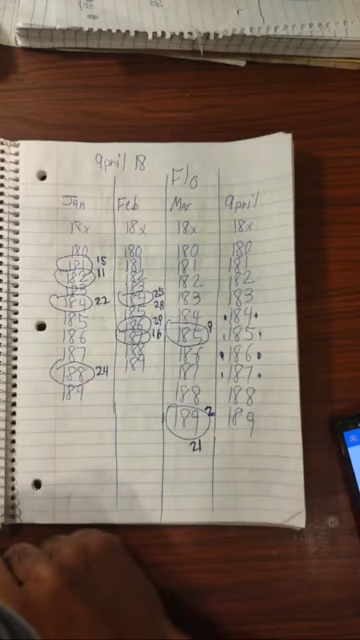 April 18
F/o
Jan Feb Mar April
18x 18x 18x 18x
180 180 180 180
181 15 181 181 181
182 11 182 182 182
183 183 183 183
184 22 184 25 184 .184.
185 185 28 185 9 .185.
186 186 29 186 .186.
187 187 16 187 .187.
188 24 188 188 188
189 189 189 2 189
21